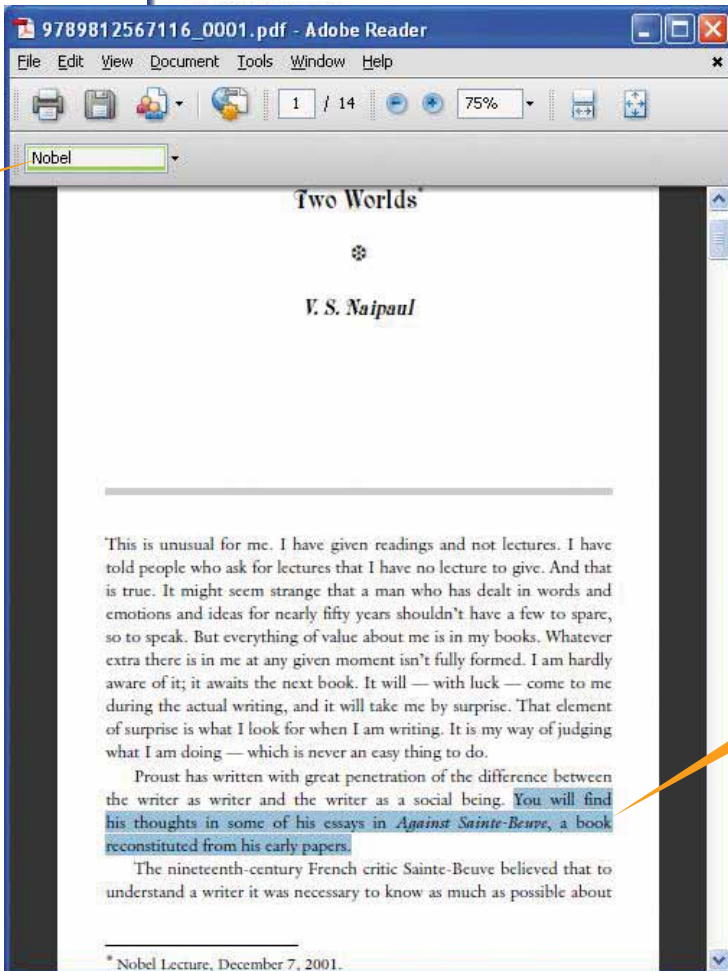 9789812567116_0001.pdf - Adobe Reader
File Edit View Document Tools Window Help
1 / 14 75%
Nobel
Two Worlds*
V. S. Naipaul
This is unusual for me. I have given readings and not lectures. I have
told people who ask for lectures that I have no lecture to give. And that
is true. It might seem strange that a man who has dealt in words and
emotions and ideas for nearly fifty years shouldn't have a few to spare,
so to speak. But everything of value about me is in my books. Whatever
extra there is in me at any given moment isn't fully formed. I am hardly
aware of it; it awaits the next book. It will — with luck — come to me
during the actual writing, and it will take me by surprise. That element
of surprise is what I look for when I am writing. It is my way of judging
what I am doing — which is never an easy thing to do.
Proust has written with great penetration of the difference between
the writer as writer and the writer as a social being. You will find
his thoughts in some of his essays in Against Sainte-Beuve, a book
reconstituted from his early papers.
The nineteenth-century French critic Sainte-Beuve believed that to
understand a writer it was necessary to know as much as possible about
* Nobel Lecture, December 7, 2001.